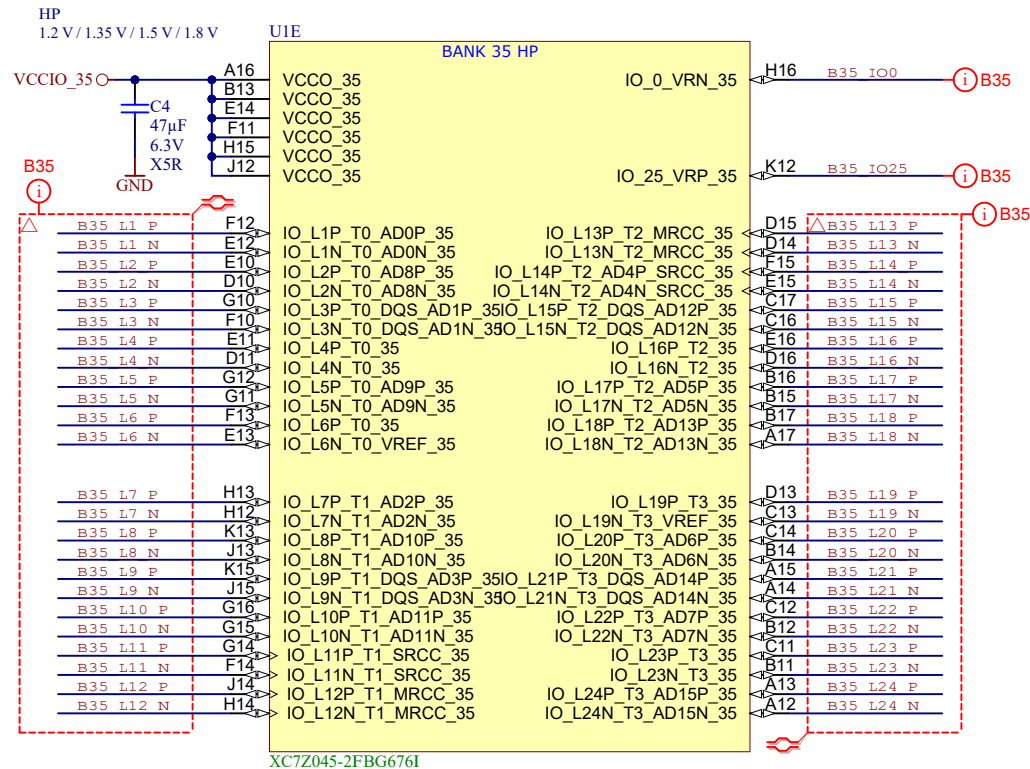 HP
1.2 V / 1.35 V / 1.5 V / 1.8 V
U1E
BANK 35 HP
VCCIO_35
A16 VCCO_35
B13 VCCO_35
E14 VCCO_35
F11 VCCO_35
H15 VCCO_35
J12 VCCO_35
C4
47µF
6.3V
X5R
GND
IO_0_VRN_35 H16 B35_IO0 i B35
IO_25_VRP_35 K12 B35_IO25 i B35
B35
i
i B35
B35_L1_P F12 IO_L1P_T0_AD0P_35
B35_L1_N E12 IO_L1N_T0_AD0N_35
B35_L2_P E10 IO_L2P_T0_AD8P_35
B35_L2_N D10 IO_L2N_T0_AD8N_35
B35_L3_P G10 IO_L3P_T0_DQS_AD1P_35
B35_L3_N F10 IO_L3N_T0_DQS_AD1N_35
B35_L4_P E11 IO_L4P_T0_35
B35_L4_N D11 IO_L4N_T0_35
B35_L5_P G12 IO_L5P_T0_AD9P_35
B35_L5_N G11 IO_L5N_T0_AD9N_35
B35_L6_P F13 IO_L6P_T0_35
B35_L6_N E13 IO_L6N_T0_VREF_35
B35_L7_P H13 IO_L7P_T1_AD2P_35
B35_L7_N H12 IO_L7N_T1_AD2N_35
B35_L8_P K13 IO_L8P_T1_AD10P_35
B35_L8_N J13 IO_L8N_T1_AD10N_35
B35_L9_P K15 IO_L9P_T1_DQS_AD3P_35
B35_L9_N J15 IO_L9N_T1_DQS_AD3N_35
B35_L10_P G16 IO_L10P_T1_AD11P_35
B35_L10_N G15 IO_L10N_T1_AD11N_35
B35_L11_P G14 IO_L11P_T1_SRCC_35
B35_L11_N F14 IO_L11N_T1_SRCC_35
B35_L12_P J14 IO_L12P_T1_MRCC_35
B35_L12_N H14 IO_L12N_T1_MRCC_35
IO_L13P_T2_MRCC_35 D15 B35_L13_P
IO_L13N_T2_MRCC_35 D14 B35_L13_N
IO_L14P_T2_AD4P_SRCC_35 F15 B35_L14_P
IO_L14N_T2_AD4N_SRCC_35 E15 B35_L14_N
IO_L15P_T2_DQS_AD12P_35 C17 B35_L15_P
IO_L15N_T2_DQS_AD12N_35 C16 B35_L15_N
IO_L16P_T2_35 E16 B35_L16_P
IO_L16N_T2_35 D16 B35_L16_N
IO_L17P_T2_AD5P_35 B16 B35_L17_P
IO_L17N_T2_AD5N_35 B15 B35_L17_N
IO_L18P_T2_AD13P_35 B17 B35_L18_P
IO_L18N_T2_AD13N_35 A17 B35_L18_N
IO_L19P_T3_35 D13 B35_L19_P
IO_L19N_T3_VREF_35 C13 B35_L19_N
IO_L20P_T3_AD6P_35 C14 B35_L20_P
IO_L20N_T3_AD6N_35 B14 B35_L20_N
IO_L21P_T3_DQS_AD14P_35 A15 B35_L21_P
IO_L21N_T3_DQS_AD14N_35 A14 B35_L21_N
IO_L22P_T3_AD7P_35 C12 B35_L22_P
IO_L22N_T3_AD7N_35 B12 B35_L22_N
IO_L23P_T3_35 C11 B35_L23_P
IO_L23N_T3_35 B11 B35_L23_N
IO_L24P_T3_AD15P_35 A13 B35_L24_P
IO_L24N_T3_AD15N_35 A12 B35_L24_N
XC7Z045-2FBG676I